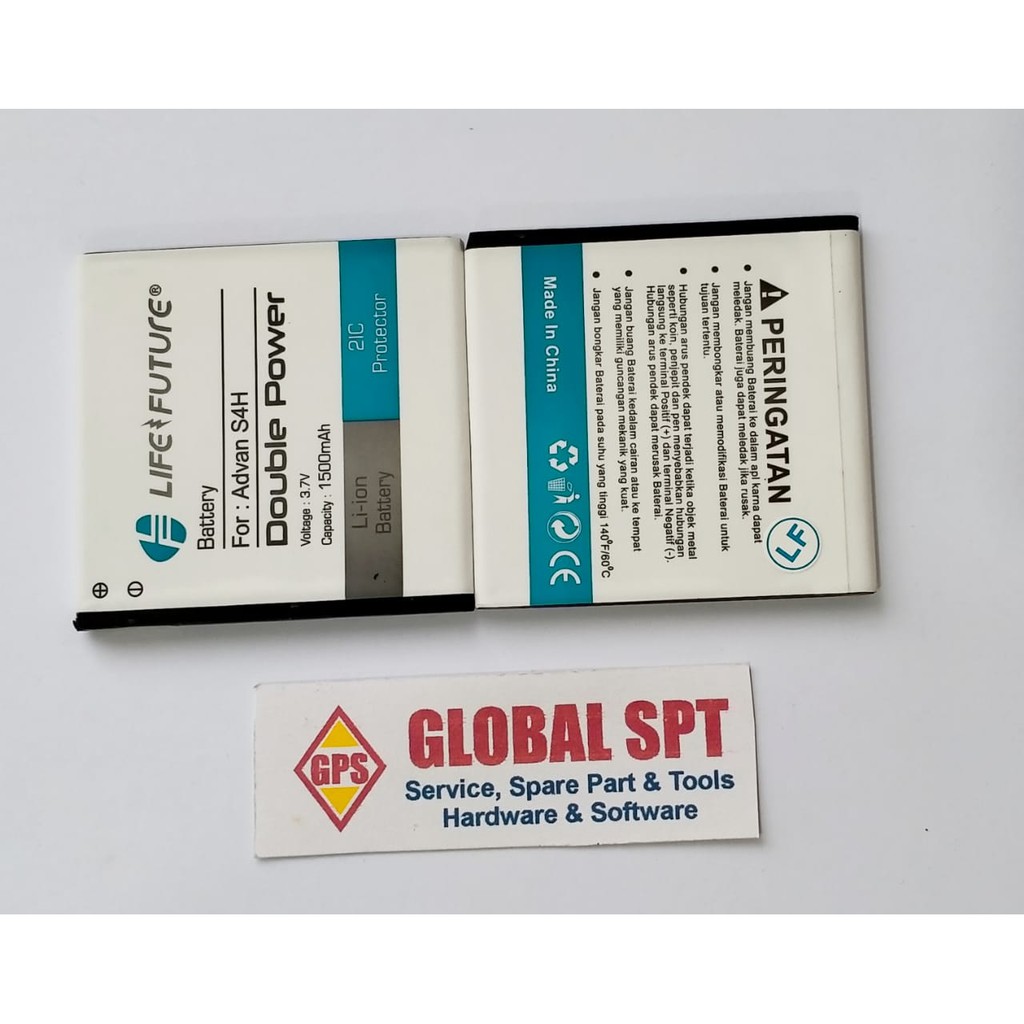 LIFE FUTURE®
Battery
For : Advan S4H
Double Power
Voltage : 3.7V
Capacity : 1500mAh
2IC
Protector
Li-ion
Battery
PERINGATAN
LF
• Jangan membuang Baterai ke dalam api karna dapat
meledak. Baterai juga dapat meledak jika rusak.
• Jangan membongkar atau memodifikasi Baterai untuk
tujuan tertentu.
• Hubungan arus pendek dapat terjadi ketika objek metal
seperti koin, penjepit dan pen menyebabkan hubungan
langsung ke terminal Positif (+) dan terminal Negatif (-).
Hubungan arus pendek dapat merusak Baterai.
• Jangan buang Baterai kedalam cairan atau ke tempat
yang memiliki guncangan mekanik yang kuat.
• Jangan bongkar Baterai pada suhu yang tinggi 140°F/60°C
Made In China
CE
GPS
GLOBAL SPT
Service, Spare Part & Tools
Hardware & Software